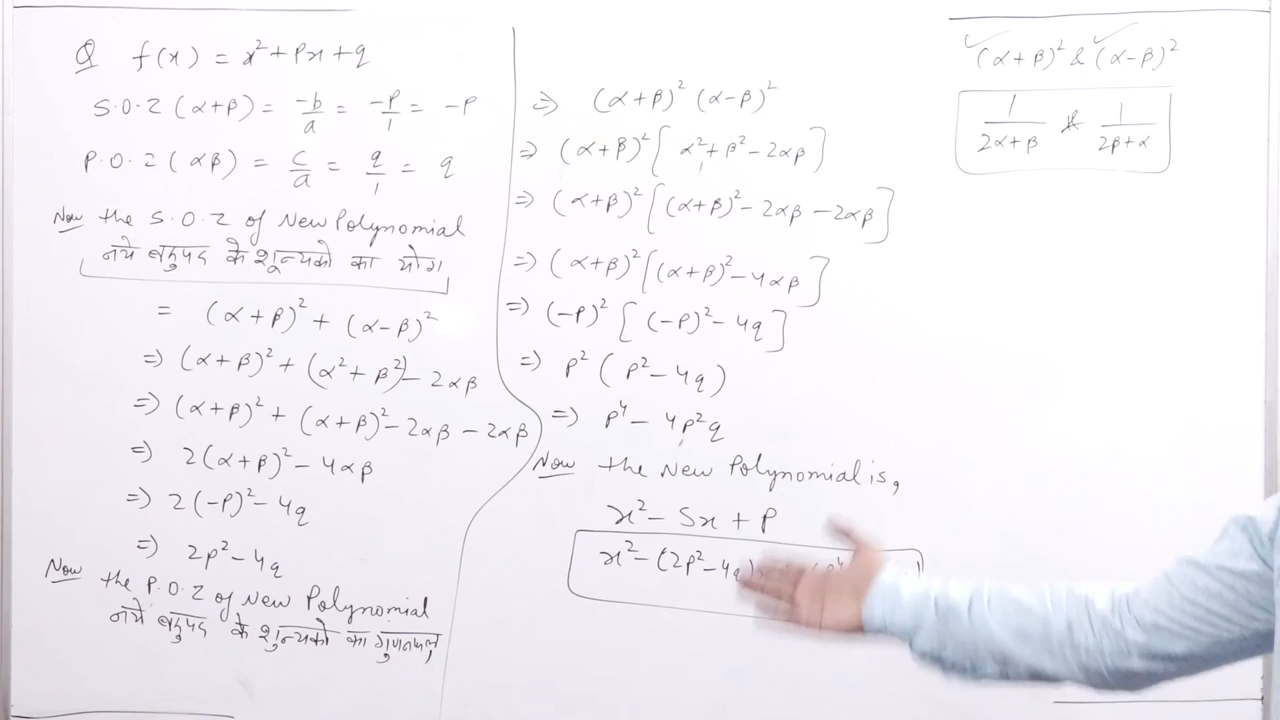 Q f(x) = x² + Px + q
S.O.Z (α+β) = -b/a = -P/1 = -P
P.O.Z (αβ) = c/a = q/1 = q
Now the S.O.Z of New Polynomial
नये बहुपद के शून्यको का योग
= (α+β)² + (α-β)²
⇒ (α+β)² + (α²+β²) - 2αβ
⇒ (α+β)² + (α+β)² - 2αβ - 2αβ
⇒ 2(α+β)² - 4αβ
⇒ 2(-P)² - 4q
⇒ 2P² - 4q
Now the P.O.Z of New Polynomial
नये बहुपद के शून्यको का गुणनफल
⇒ (α+β)² (α-β)²
⇒ (α+β)² [α²+β²-2αβ]
⇒ (α+β)² [(α+β)² - 2αβ - 2αβ]
⇒ (α+β)² [(α+β)² - 4αβ]
⇒ (-P)² [(-P)² - 4q]
⇒ P² (P² - 4q)
⇒ P⁴ - 4P²q
Now the New Polynomial is,
x² - Sx + P
x² - (2P² - 4q)
(α+β)² & (α-β)²
1/2α+β & 1/2β+α